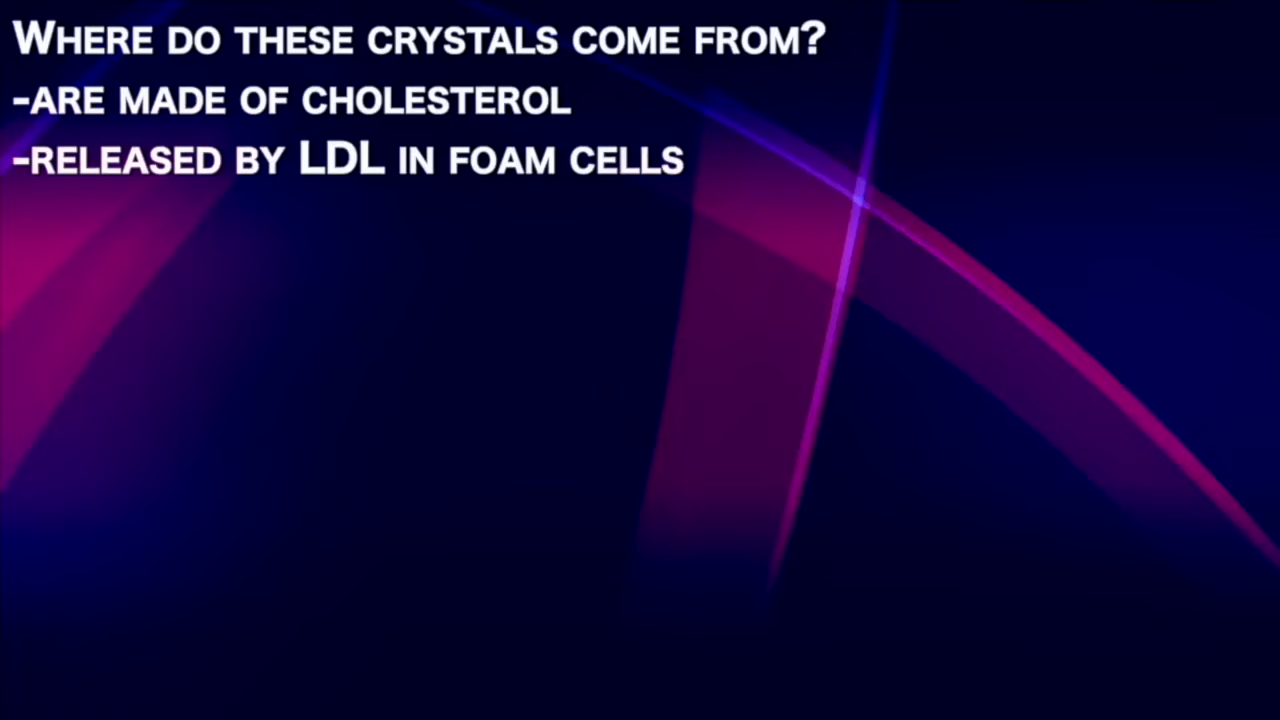 Where do these crystals come from?
-are made of cholesterol
-released by LDL in foam cells